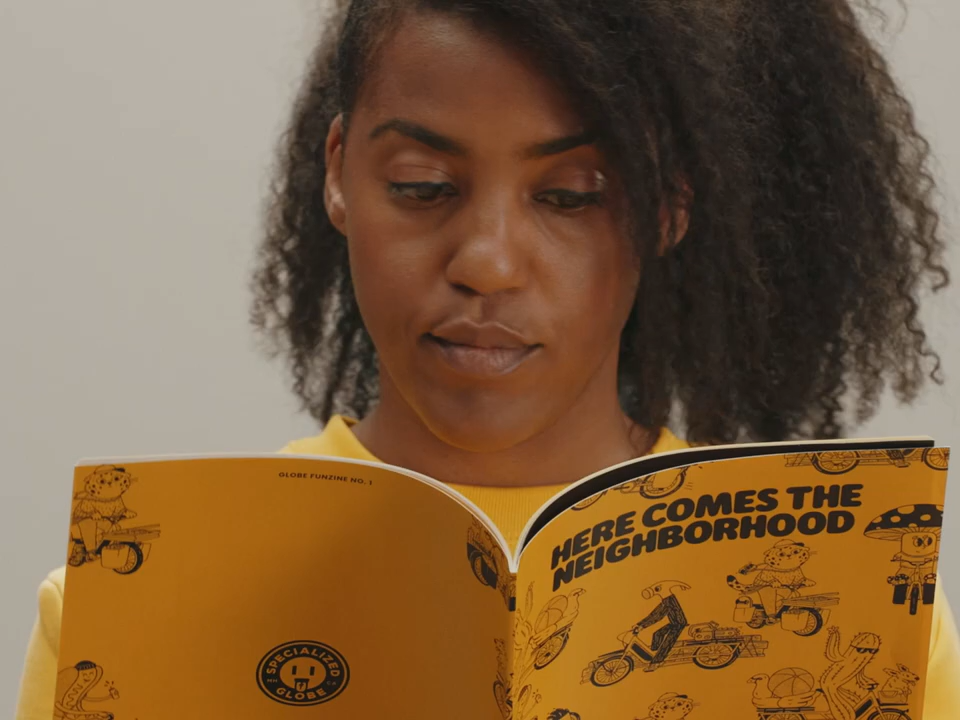 GLOBE FUNZINE NO. 1
SPECIALIZED
GLOBE
HERE COMES THE
NEIGHBORHOOD